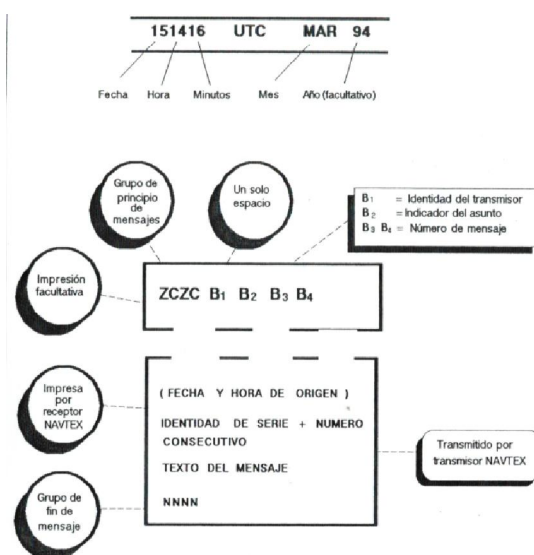 151416 UTC MAR 94
Fecha Hora Minutos Mes Año (facultativo)
Grupo de
principio
de
mensajes
Un solo
espacio
B1 = Identidad del transmisor
B2 = Indicador del asunto
B3 B4 = Número de mensaje
Impresión
facultativa
ZCZC B1 B2 B3 B4
Impresa
por
receptor
NAVTEX
(FECHA Y HORA DE ORIGEN)
IDENTIDAD DE SERIE + NUMERO
CONSECUTIVO
TEXTO DEL MENSAJE
NNNN
Transmitido por
transmisor NAVTEX
Grupo de
fin de
mensaje